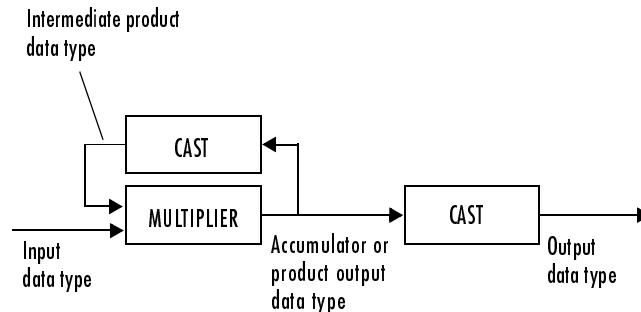 Intermediate product
data type
CAST
MULTIPLIER
CAST
Input
data type
Accumulator or
product output
data type
Output
data type